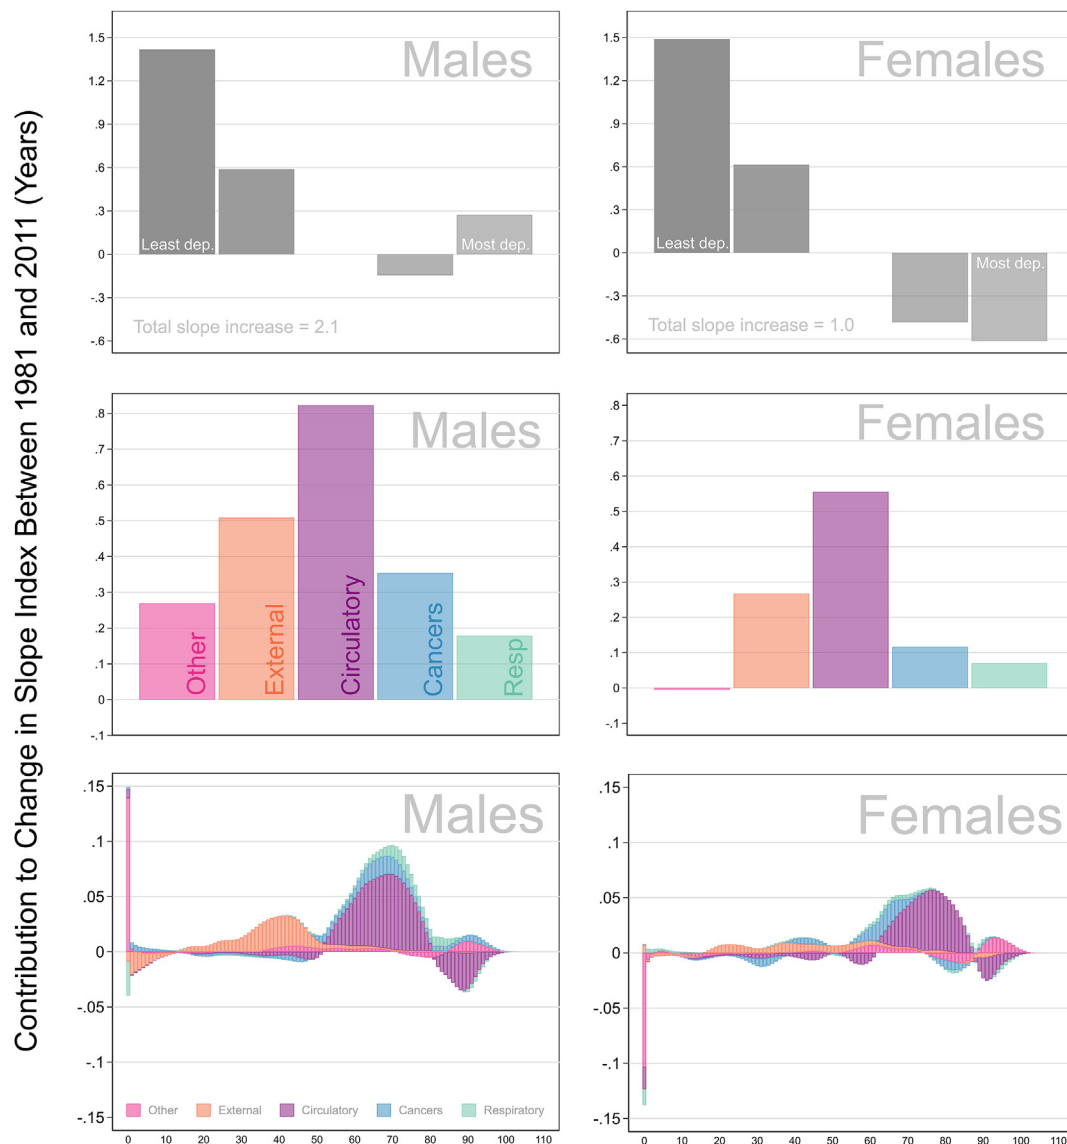 Contribution to Change in Slope Index Between 1981 and 2011 (Years)
Males
1.5
1.2
.9
.6
.3
0
-.3
-.6
Least dep.
Most dep.
Total slope increase = 2.1
Females
1.5
1.2
.9
.6
.3
0
-.3
-.6
Least dep.
Most dep.
Total slope increase = 1.0
Males
.8
.7
.6
.5
.4
.3
.2
.1
0
-.1
Other
External
Circulatory
Cancers
Resp
Females
.8
.7
.6
.5
.4
.3
.2
.1
0
-.1
Males
.15
.1
.05
0
-.05
-.1
-.15
Other External Circulatory Cancers Respiratory
0 10 20 30 40 50 60 70 80 90 100 110
Females
.15
.1
.05
0
-.05
-.1
-.15
0 10 20 30 40 50 60 70 80 90 100 110